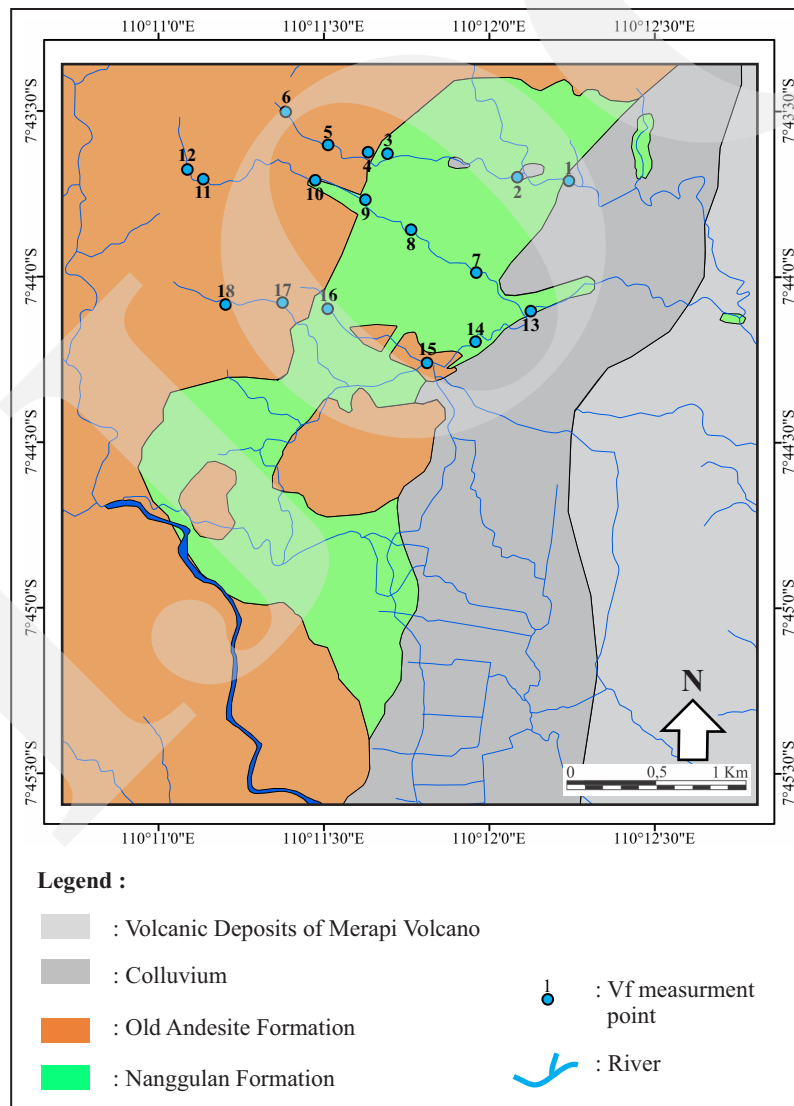 110°11'0"E 110°11'30"E 110°12'0"E 110°12'30"E
7°43'30"S
7°44'0"S
7°44'30"S
7°45'0"S
7°45'30"S
7°43'30"S
7°44'0"S
7°44'30"S
7°45'0"S
7°45'30"S
6
5
4
3
12
11
10
9
2
1
8
7
18
17
16
13
14
15
N
0 0,5 1 Km
110°11'0"E 110°11'30"E 110°12'0"E 110°12'30"E
Legend :
: Volcanic Deposits of Merapi Volcano
: Colluvium
: Old Andesite Formation
: Nanggulan Formation
1
: Vf measurment
point
: River